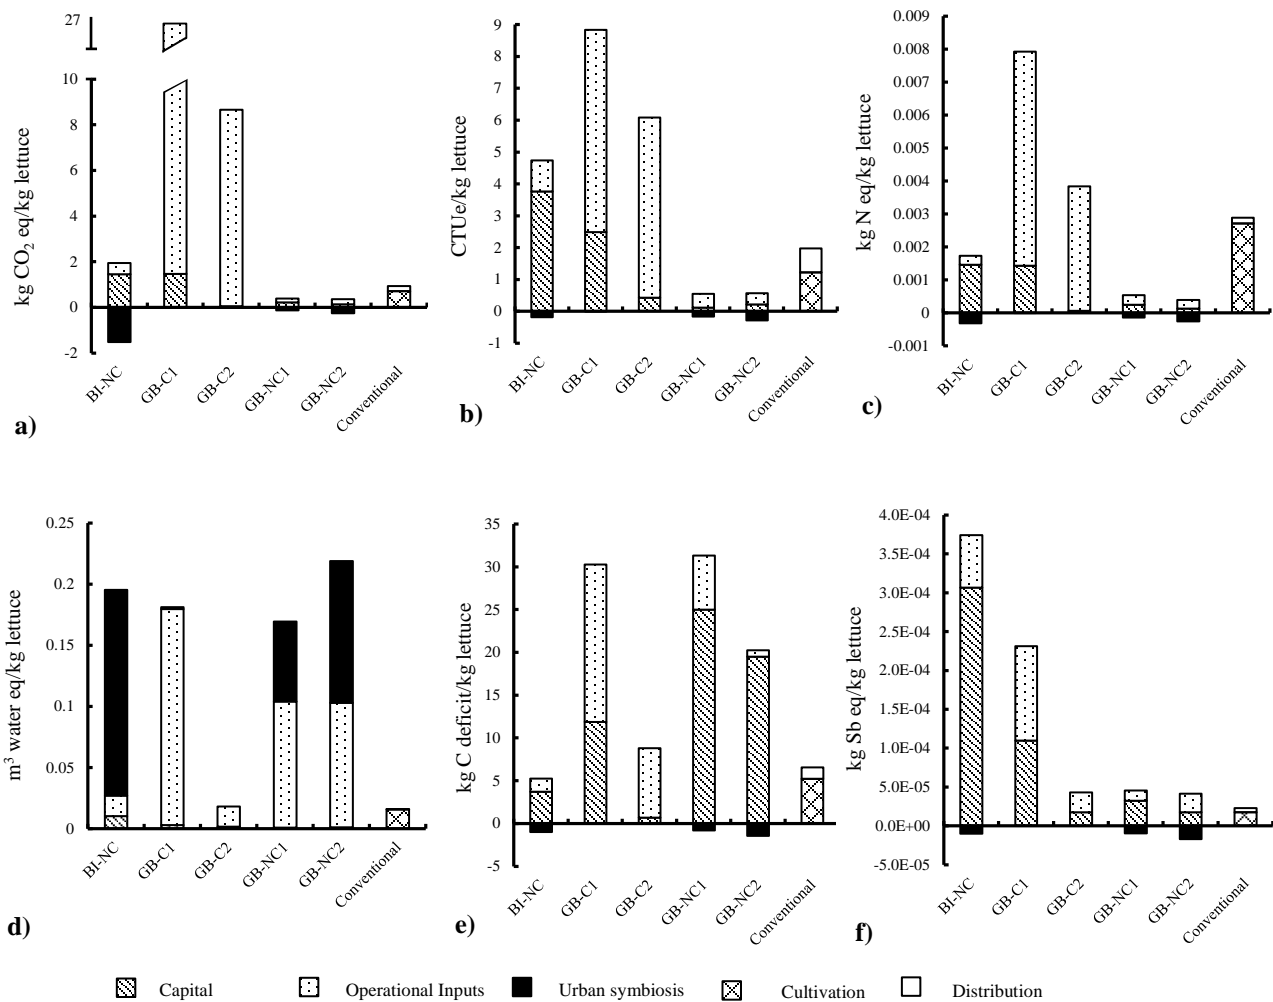 27
10
8
6
4
2
0
-2
kg CO2 eq/kg lettuce
BI-NC
GB-C1
GB-C2
GB-NC1
GB-NC2
Conventional
a)
9
8
7
6
5
4
3
2
1
0
-1
CTUe/kg lettuce
BI-NC
GB-C1
GB-C2
GB-NC1
GB-NC2
Conventional
b)
0.009
0.008
0.007
0.006
0.005
0.004
0.003
0.002
0.001
0
-0.001
kg N eq/kg lettuce
BI-NC
GB-C1
GB-C2
GB-NC1
GB-NC2
Conventional
c)
0.25
0.2
0.15
0.1
0.05
0
m3 water eq/kg lettuce
BI-NC
GB-C1
GB-C2
GB-NC1
GB-NC2
Conventional
d)
35
30
25
20
15
10
5
0
-5
kg C deficit/kg lettuce
BI-NC
GB-C1
GB-C2
GB-NC1
GB-NC2
Conventional
e)
4.0E-04
3.5E-04
3.0E-04
2.5E-04
2.0E-04
1.5E-04
1.0E-04
5.0E-05
0.0E+00
-5.0E-05
kg Sb eq/kg lettuce
BI-NC
GB-C1
GB-C2
GB-NC1
GB-NC2
Conventional
f)
Capital
Operational Inputs
Urban symbiosis
Cultivation
Distribution